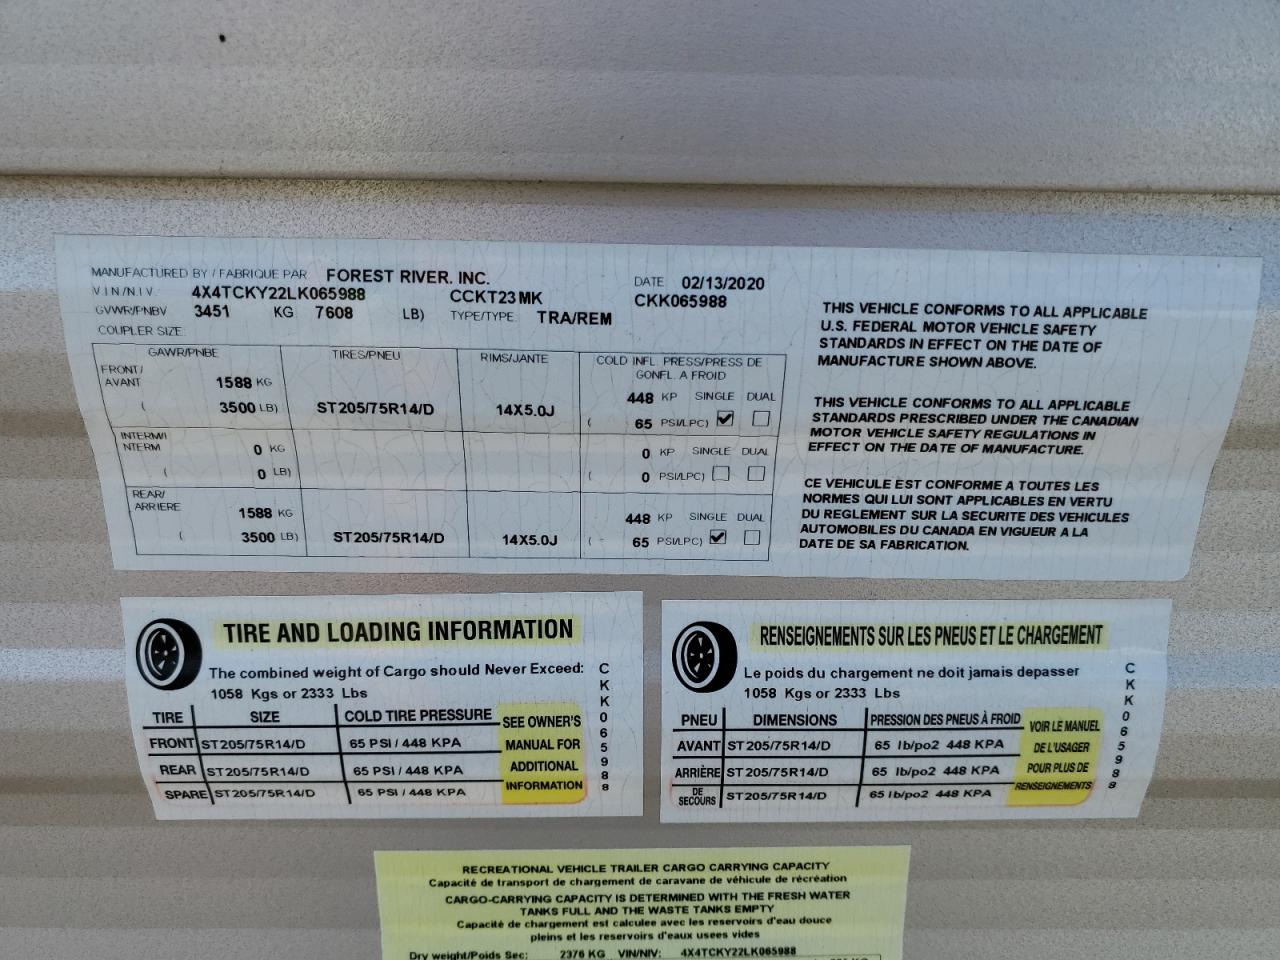 MANUFACTURED BY / FABRIQUE PAR FOREST RIVER, INC. DATE 02/13/2020
V.I.N/N.I.V. 4X4TCKY22LK065988 CCKT23MK CKK065988
GVWR/PNBV 3451 KG 7608 LB) TYPE/TYPE TRA/REM
COUPLER SIZE
GAWR/PNBE TIRES/PNEU RIMS/JANTE COLD INFL PRESS/PRESS DE
GONFL. A FROID
FRONT/
AVANT 1588 KG 448 KP SINGLE DUAL
( 3500 LB) ST205/75R14/D 14X5.0J ( 65 PSI/LPC)
INTERM/I
NTERM 0 KG 0 KP SINGLE DUAL
( 0 LB) ( 0 PSI/LPC)
REAR/
ARRIERE 1588 KG 448 KP SINGLE DUAL
( 3500 LB) ST205/75R14/D 14X5.0J ( 65 PSI/LPC)
THIS VEHICLE CONFORMS TO ALL APPLICABLE
U.S. FEDERAL MOTOR VEHICLE SAFETY
STANDARDS IN EFFECT ON THE DATE OF
MANUFACTURE SHOWN ABOVE.
THIS VEHICLE CONFORMS TO ALL APPLICABLE
STANDARDS PRESCRIBED UNDER THE CANADIAN
MOTOR VEHICLE SAFETY REGULATIONS IN
EFFECT ON THE DATE OF MANUFACTURE.
CE VEHICULE EST CONFORME A TOUTES LES
NORMES QUI LUI SONT APPLICABLES EN VERTU
DU REGLEMENT SUR LA SECURITE DES VEHICULES
AUTOMOBILES DU CANADA EN VIGUEUR A LA
DATE DE SA FABRICATION.
TIRE AND LOADING INFORMATION
The combined weight of Cargo should Never Exceed:
1058 Kgs or 2333 Lbs
TIRE SIZE COLD TIRE PRESSURE
FRONT ST205/75R14/D 65 PSI / 448 KPA
REAR ST205/75R14/D 65 PSI / 448 KPA
SPARE ST205/75R14/D 65 PSI / 448 KPA
SEE OWNER'S
MANUAL FOR
ADDITIONAL
INFORMATION
CKK065988
RENSEIGNEMENTS SUR LES PNEUS ET LE CHARGEMENT
Le poids du chargement ne doit jamais depasser
1058 Kgs or 2333 Lbs
PNEU DIMENSIONS PRESSION DES PNEUS À FROID
AVANT ST205/75R14/D 65 lb/po2 448 KPA
ARRIÈRE ST205/75R14/D 65 lb/po2 448 KPA
DE
SECOURS ST205/75R14/D 65 lb/po2 448 KPA
VOIR LE MANUEL
DE L'USAGER
POUR PLUS DE
RENSEIGNEMENTS
CKK065988
RECREATIONAL VEHICLE TRAILER CARGO CARRYING CAPACITY
Capacité de transport de chargement de caravane de véhicule de récréation
CARGO-CARRYING CAPACITY IS DETERMINED WITH THE FRESH WATER
TANKS FULL AND THE WASTE TANKS EMPTY
Capacité de chargement est calculee avec les reservoirs d'eau douce
pleins et les reservoirs d'eaux usees vides
Dry weight/Poids Sec: 2376 KG VIN/NIV: 4X4TCKY22LK065988